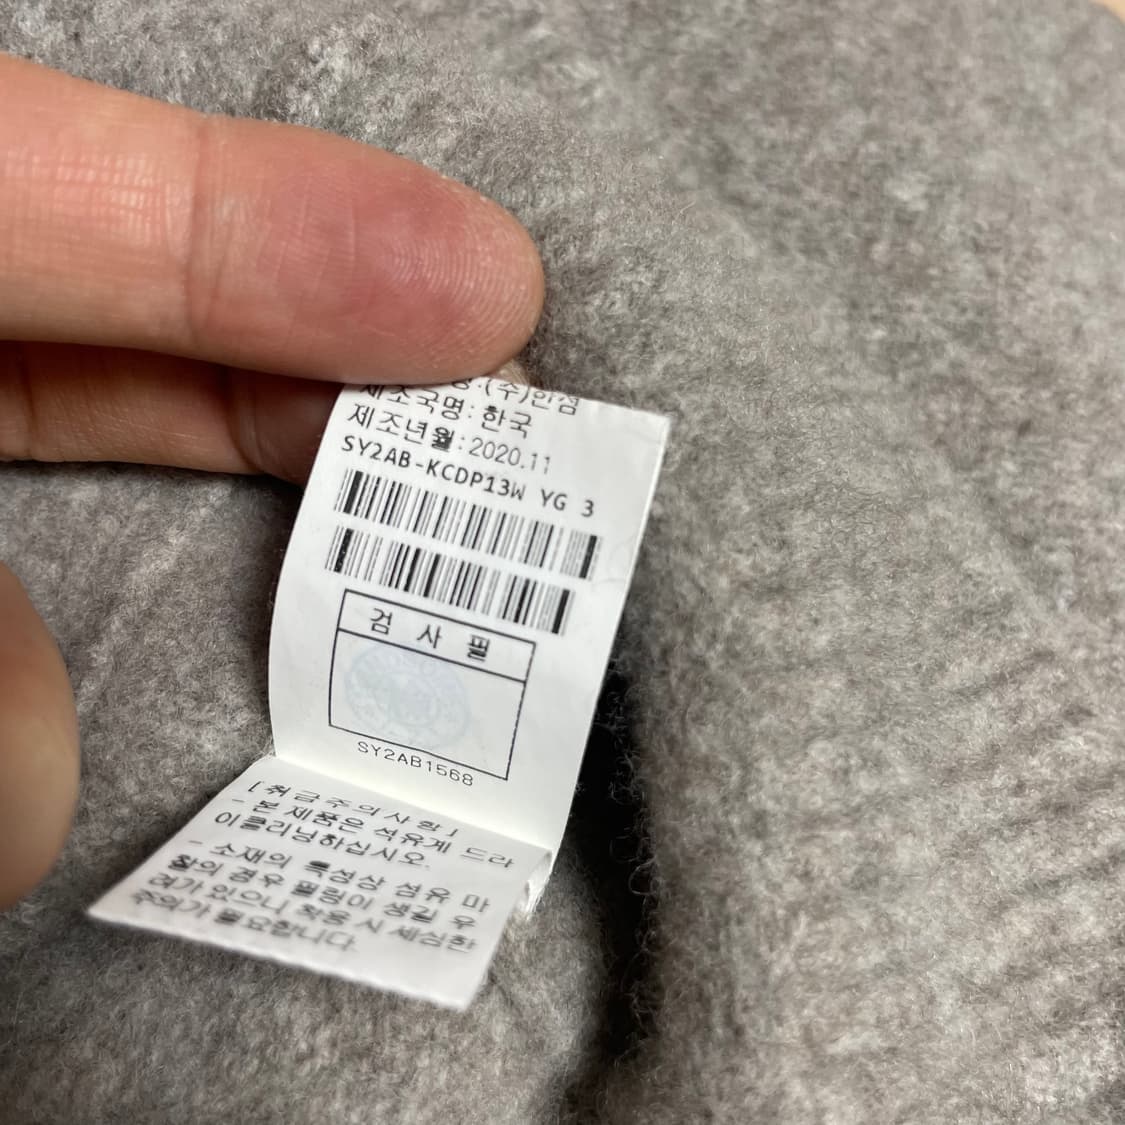 명:(주)한섬
제조국명:한국
제조년월:2020.11
SY2AB-KCDP13W YG 3
검 사 필
SY2AB1568
[취급주의사항]
- 본 제품은 석유계 드라
이클리닝하십시오.
- 소재의 특성상 섬유 마
찰의 경우 필링이 생길 우
려가 있으니 착용 시 세심한
주의가 필요합니다.